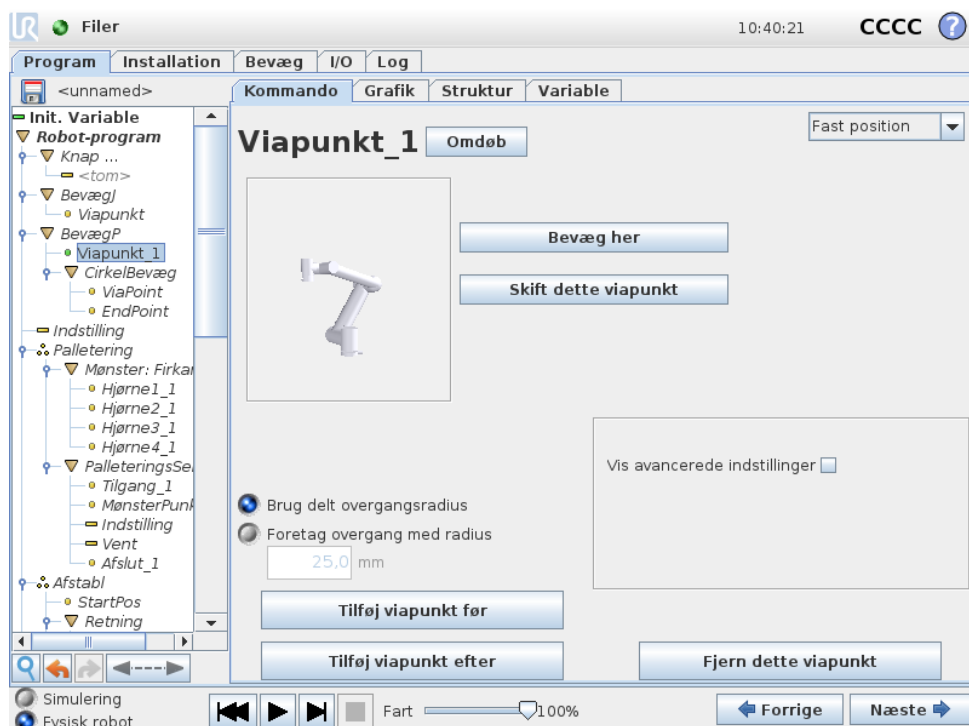 UR Filer 10:40:21 CCCC ?
Program Installation Bevæg I/O Log
<unnamed> Kommando Grafik Struktur Variable
Init. Variable
Robot-program
Knap ...
<tom>
BevægJ
Viapunkt
BevægP
Viapunkt_1
CirkelBevæg
ViaPoint
EndPoint
Indstilling
Palletering
Mønster: Firkan
Hjørne1_1
Hjørne2_1
Hjørne3_1
Hjørne4_1
PalleteringsSe
Tilgang_1
MønsterPunk
Indstilling
Vent
Afslut_1
Afstabl
StartPos
Retning
Viapunkt_1 Omdøb
Fast position
Bevæg her
Skift dette viapunkt
Vis avancerede indstillinger
Brug delt overgangsradius
Foretag overgang med radius
25,0 mm
Tilføj viapunkt før
Tilføj viapunkt efter
Fjern dette viapunkt
Simulering
Fysisk robot
Fart 100%
Forrige Næste